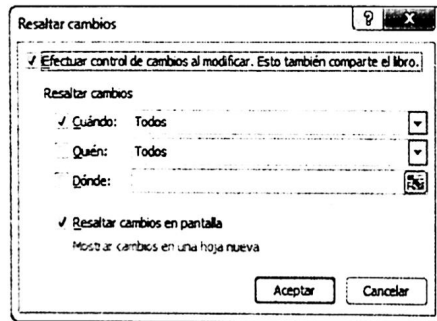 Resaltar cambios
Efectuar control de cambios al modificar. Esto también comparte el libro.
Resaltar cambios
Cuándo: Todos
Quién: Todos
Dónde:
Resaltar cambios en pantalla
Mostrar cambios en una hoja nueva
Aceptar Cancelar